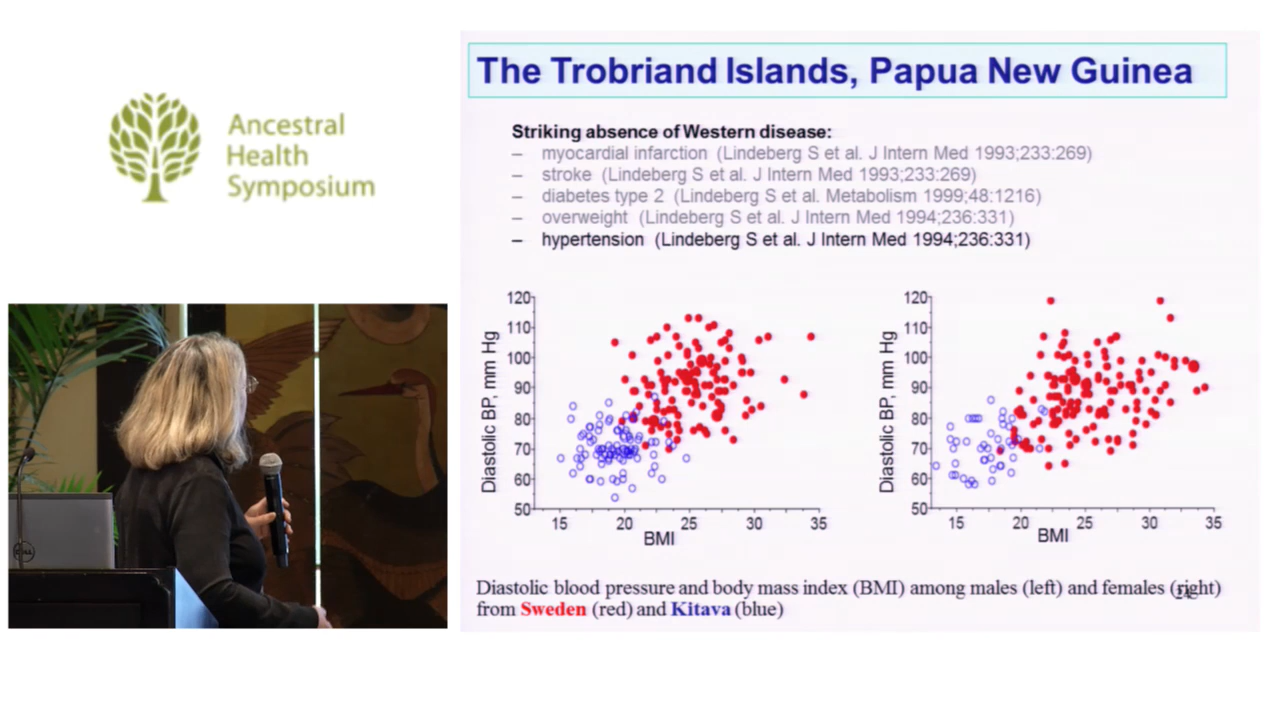 Ancestral
Health
Symposium
The Trobriand Islands, Papua New Guinea
Striking absence of Western disease:
– myocardial infarction (Lindeberg S et al. J Intern Med 1993;233:269)
– stroke (Lindeberg S et al. J Intern Med 1993;233:269)
– diabetes type 2 (Lindeberg S et al. Metabolism 1999;48:1216)
– overweight (Lindeberg S et al. J Intern Med 1994;236:331)
– hypertension (Lindeberg S et al. J Intern Med 1994;236:331)
Diastolic BP, mm Hg
120
110
100
90
80
70
60
50
15 20 25 30 35
BMI
Diastolic BP, mm Hg
120
110
100
90
80
70
60
50
15 20 25 30 35
BMI
Diastolic blood pressure and body mass index (BMI) among males (left) and females (right)
from Sweden (red) and Kitava (blue)
DELL